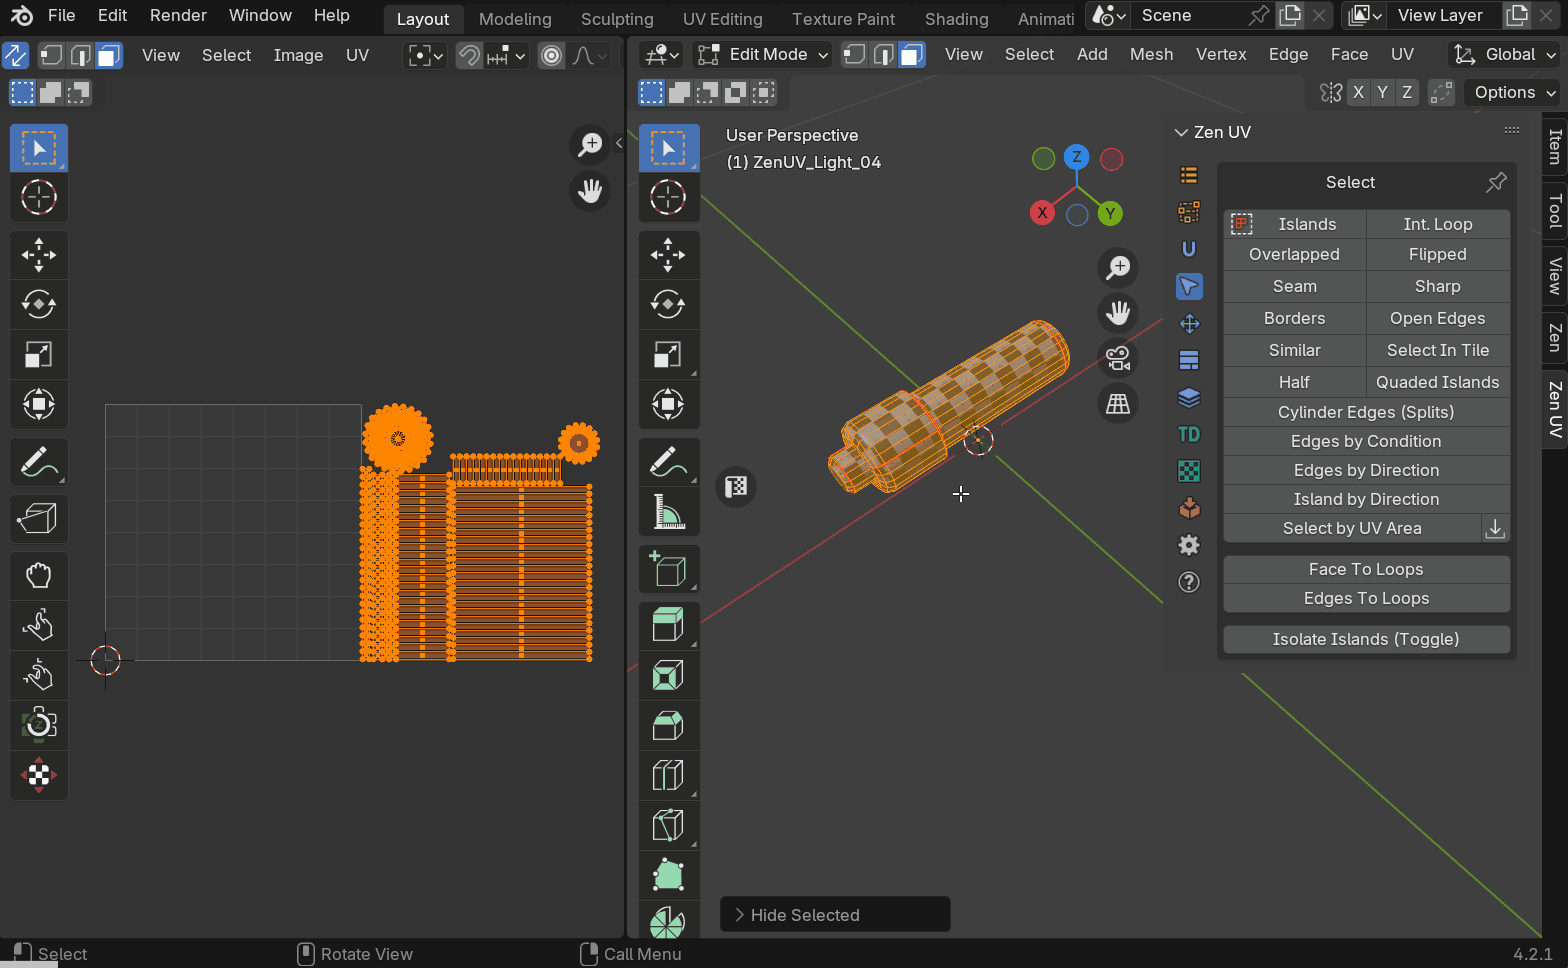 File Edit Render Window Help Layout Modeling Sculpting UV Editing Texture Paint Shading Animati Scene View Layer
View Select Image UV
Edit Mode View Select Add Mesh Vertex Edge Face UV Global
X Y Z Options
User Perspective
(1) ZenUV_Light_04
Z
X
Y
Zen UV
Select
Islands Int. Loop
Overlapped Flipped
Seam Sharp
Borders Open Edges
Similar Select In Tile
Half Quaded Islands
Cylinder Edges (Splits)
Edges by Condition
Edges by Direction
Island by Direction
Select by UV Area
Face To Loops
Edges To Loops
Isolate Islands (Toggle)
TD
Item
Tool
View
Zen
Zen UV
Hide Selected
Select Rotate View Call Menu 4.2.1